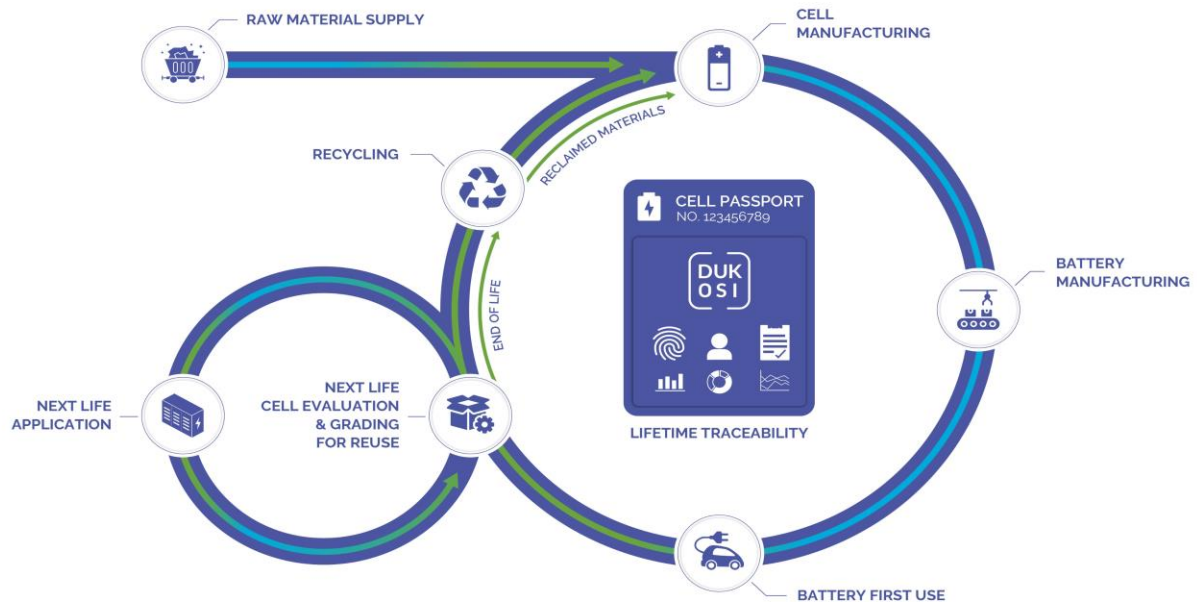 RAW MATERIAL SUPPLY
CELL
MANUFACTURING
RECYCLING
RECLAIMED MATERIALS
CELL PASSPORT
NO. 123456789
DUK
OSI
LIFETIME TRACEABILITY
BATTERY
MANUFACTURING
END OF LIFE
NEXT LIFE
APPLICATION
NEXT LIFE
CELL EVALUATION
& GRADING
FOR REUSE
BATTERY FIRST USE